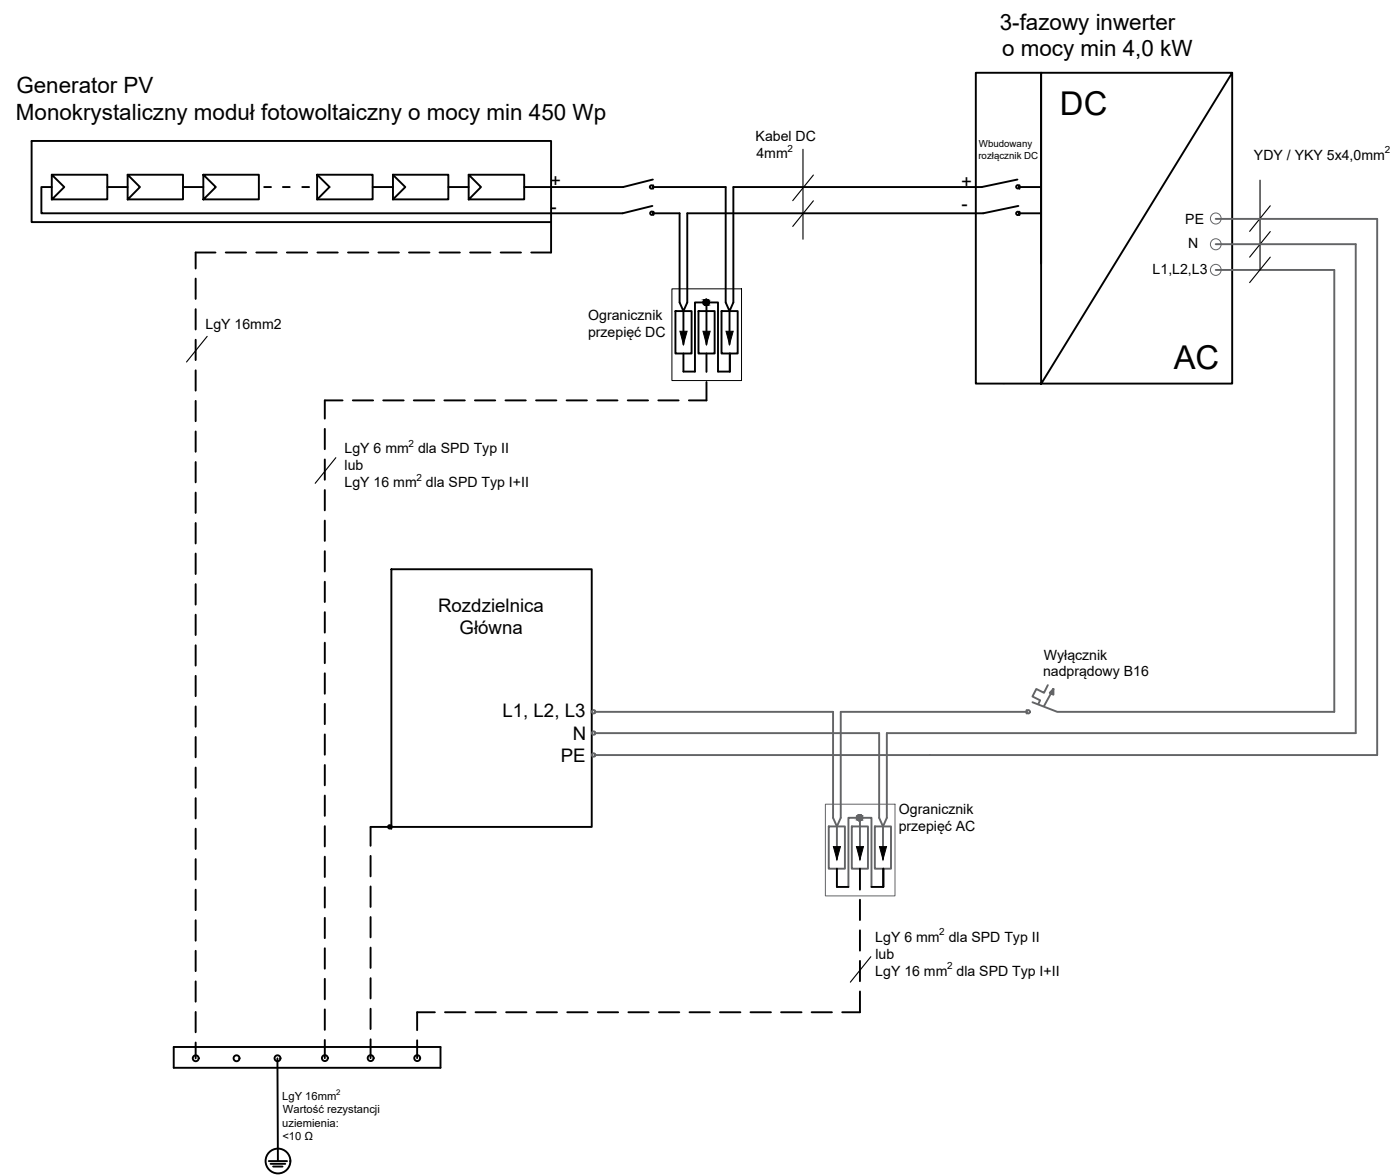 3-fazowy inwerter
o mocy min 4,0 kW
Generator PV
Monokrystaliczny moduł fotowoltaiczny o mocy min 450 Wp
DC
Kabel DC
4mm²
Wbudowany
rozłącznik DC
YDY / YKY 5x4,0mm²
+
-
+
-
PE
N
L1,L2,L3
AC
LgY 16mm2
Ogranicznik
przepięć DC
LgY 6 mm² dla SPD Typ II
lub
LgY 16 mm² dla SPD Typ I+II
Rozdzielnica
Główna
L1, L2, L3
N
PE
Wyłącznik
nadprądowy B16
Ogranicznik
przepięć AC
LgY 6 mm² dla SPD Typ II
lub
LgY 16 mm² dla SPD Typ I+II
LgY 16mm²
Wartość rezystancji
uziemienia:
<10 Ω